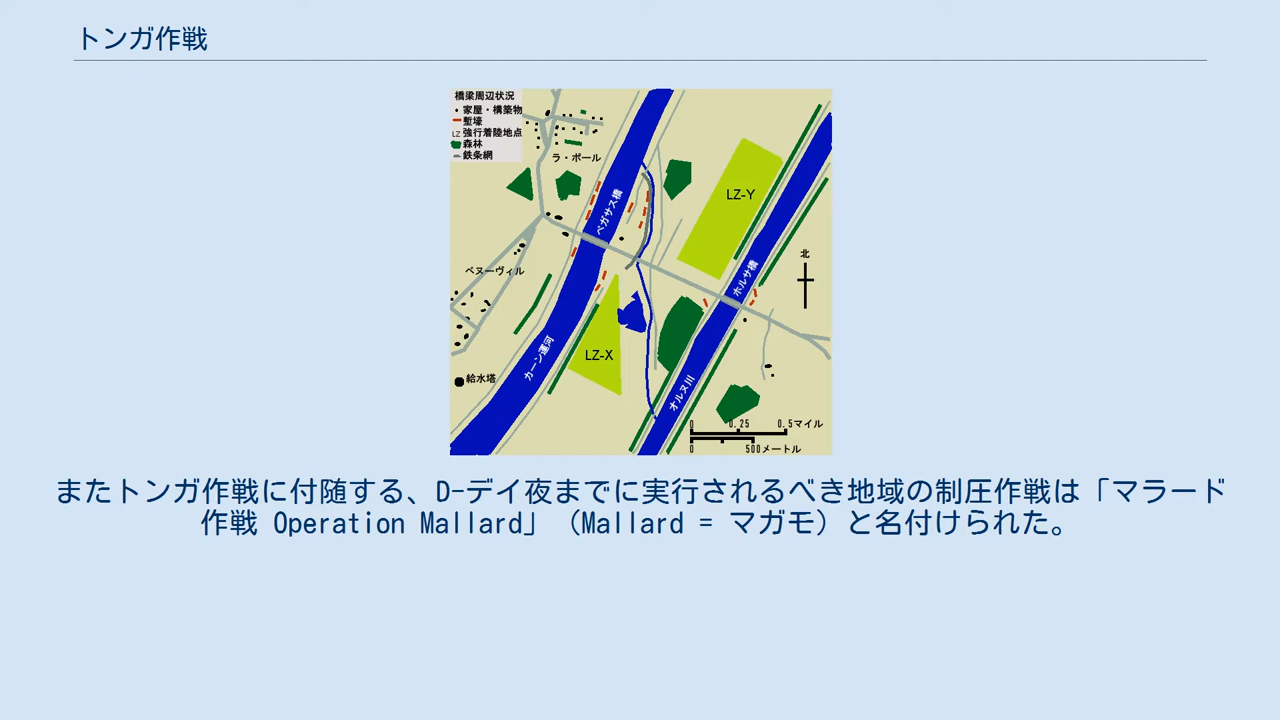 トンガ作戦
橋梁周辺状況
家屋・構築物
塹壕
LZ 強行着陸地点
森林
鉄条網
ラ・ポール
ペガサス橋
LZ-Y
ベヌーヴィル
ホルサ橋
北
カーン運河
LZ-X
給水塔
オルヌ川
0 0.25 0.5マイル
0 500メートル
またトンガ作戦に付随する、D-デイ夜までに実行されるべき地域の制圧作戦は「マラード
作戦 Operation Mallard」（Mallard = マガモ）と名付けられた。